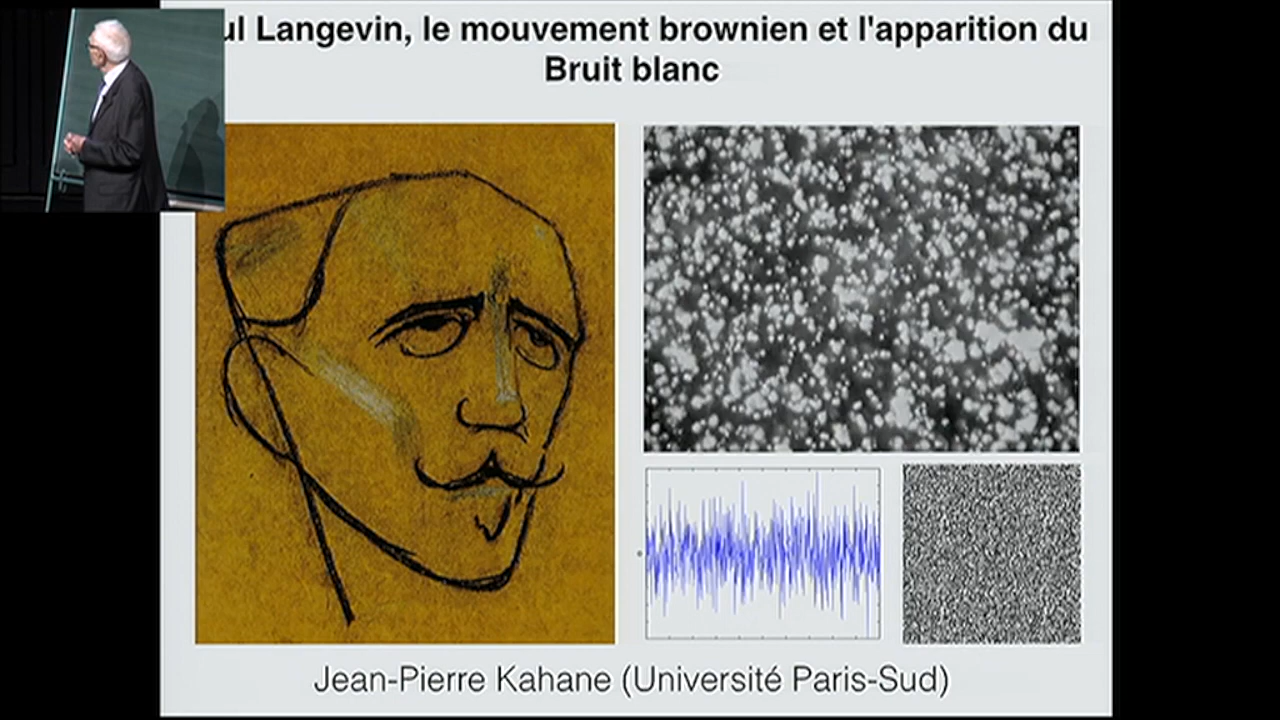 ul Langevin, le mouvement brownien et l'apparition du
Bruit blanc
Jean-Pierre Kahane (Université Paris-Sud)